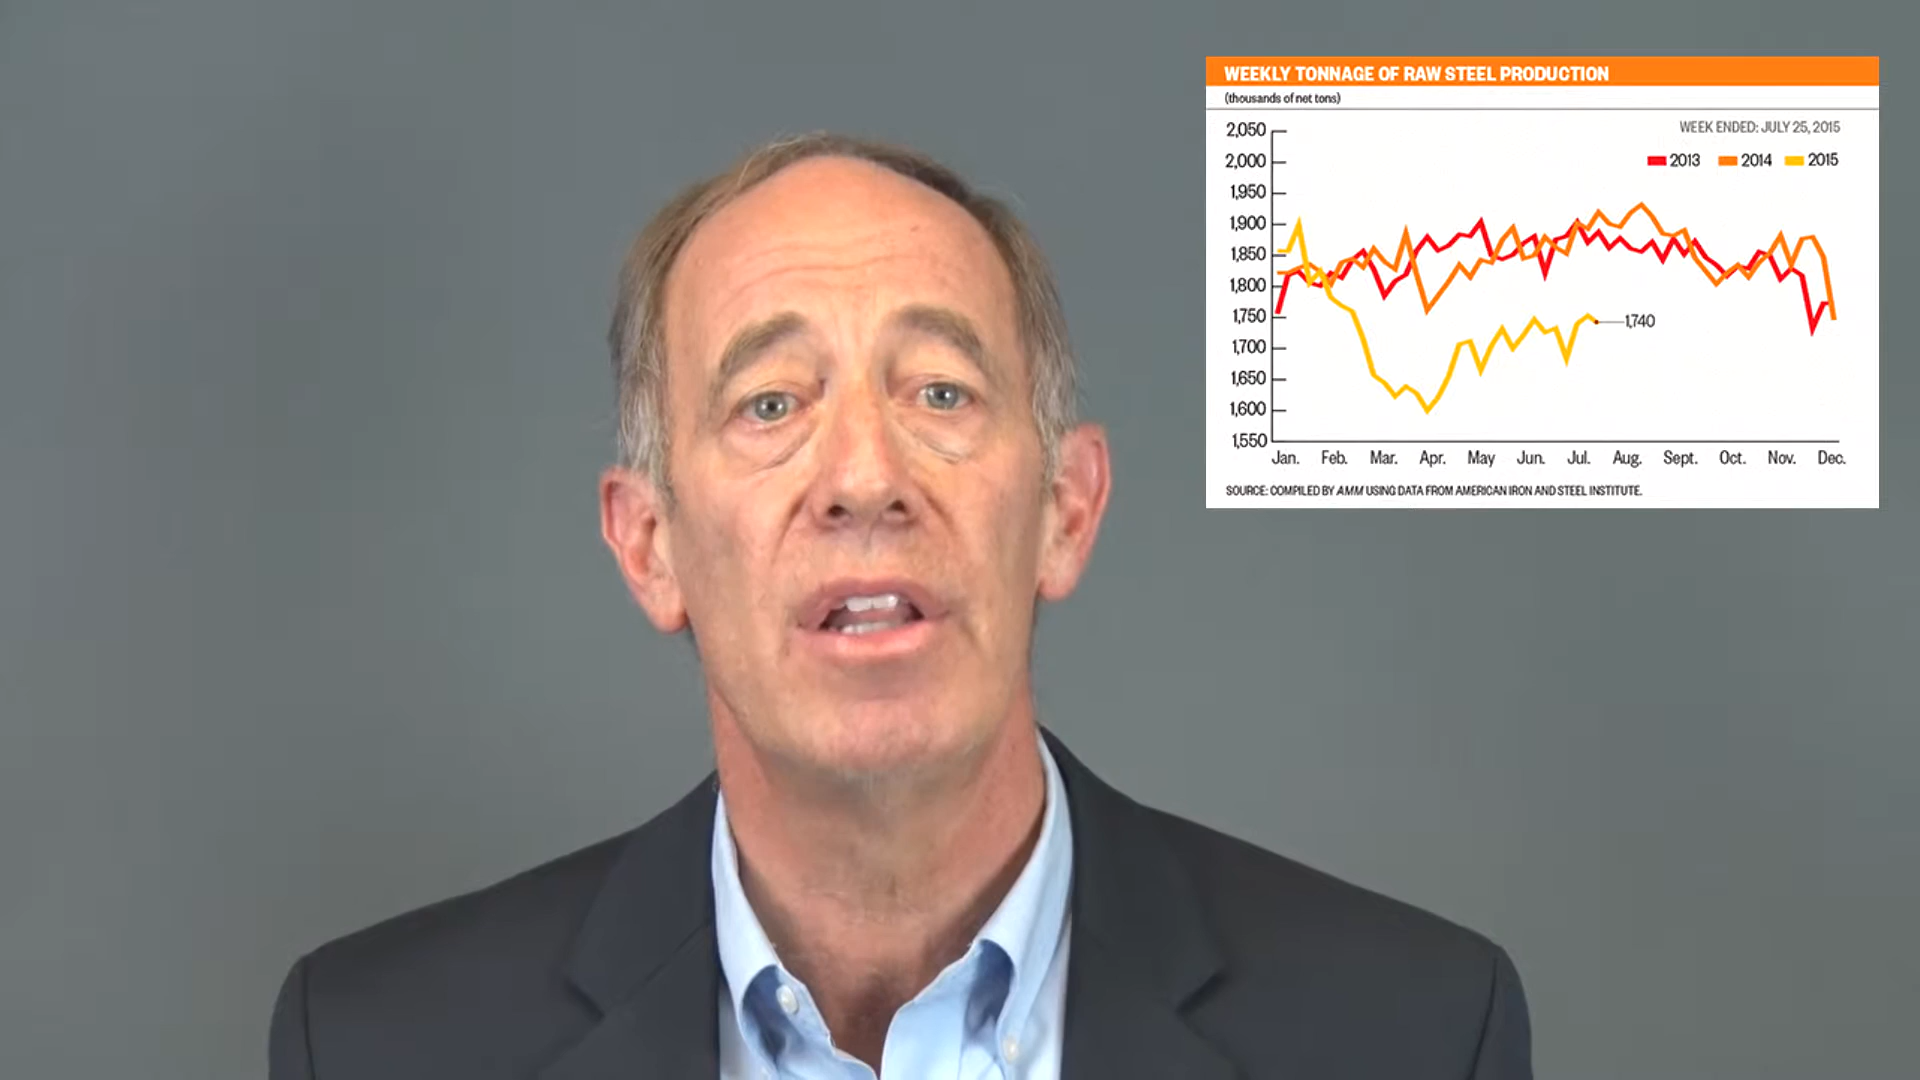 WEEKLY TONNAGE OF RAW STEEL PRODUCTION
(thousands of net tons)
WEEK ENDED: JULY 25, 2015
2013 2014 2015
2,050
2,000
1,950
1,900
1,850
1,800
1,750
1,700
1,650
1,600
1,550
1,740
Jan. Feb. Mar. Apr. May Jun. Jul. Aug. Sept. Oct. Nov. Dec.
SOURCE: COMPILED BY AMM USING DATA FROM AMERICAN IRON AND STEEL INSTITUTE.